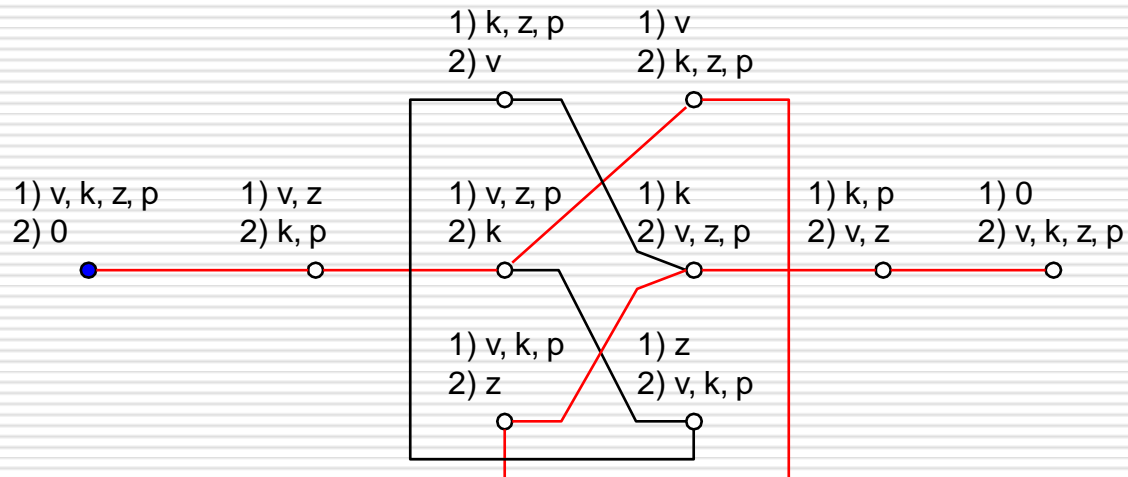 1) k, z, p
2) v
1) v
2) k, z, p
1) v, k, z, p
2) 0
1) v, z
2) k, p
1) v, z, p
2) k
1) k
2) v, z, p
1) k, p
2) v, z
1) 0
2) v, k, z, p
1) v, k, p
2) z
1) z
2) v, k, p